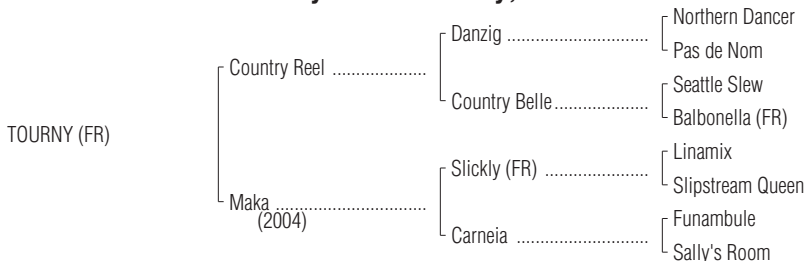 Northern Dancer
Danzig
Pas de Nom
Country Reel
Seattle Slew
Country Belle
Balbonella (FR)
TOURNY (FR)
Linamix
Slickly (FR)
Slipstream Queen
Maka
(2004)
Funambule
Carneia
Sally's Room